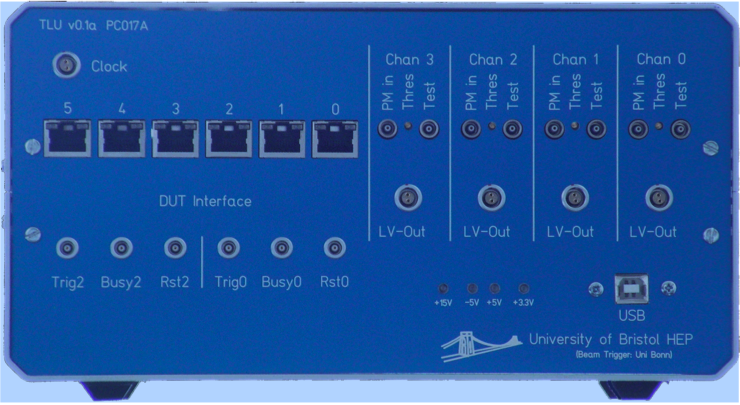 TLU v0.1a PC017A
Clock
5 4 3 2 1 0
DUT Interface
Trig2 Busy2 Rst2 Trig0 Busy0 Rst0
Chan 3 Chan 2 Chan 1 Chan 0
PM in Thres Test PM in Thres Test PM in Thres Test PM in Thres Test
LV-Out LV-Out LV-Out LV-Out
+15V -5V +5V +3.3V
USB
University of Bristol HEP
(Beam Trigger: Uni Bonn)